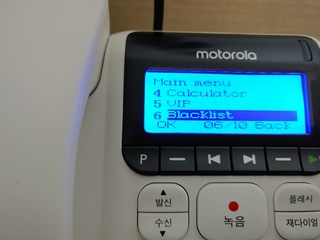 motorola
Main menu
4 Calculator
5 VIP
6 Blacklist
OK 06/10 Back
P
발신
수신
녹음
플래시
재다이얼